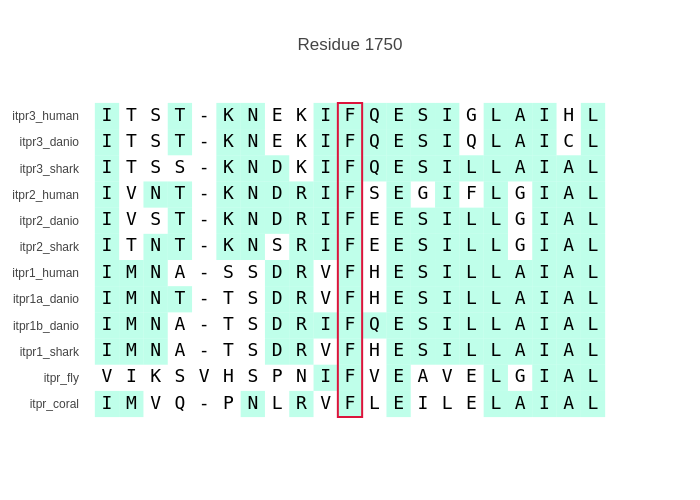 Residue 1750
itpr3_human I T S T - K N E K I F Q E S I G L A I H L
itpr3_danio I T S T - K N E K I F Q E S I Q L A I C L
itpr3_shark I T S S - K N D K I F Q E S I L L A I A L
itpr2_human I V N T - K N D R I F S E G I F L G I A L
itpr2_danio I V S T - K N D R I F E E S I L L G I A L
itpr2_shark I T N T - K N S R I F E E S I L L G I A L
itpr1_human I M N A - S S D R V F H E S I L L A I A L
itpr1a_danio I M N T - T S D R V F H E S I L L A I A L
itpr1b_danio I M N A - T S D R I F Q E S I L L A I A L
itpr1_shark I M N A - T S D R V F H E S I L L A I A L
itpr_fly V I K S V H S P N I F V E A V E L G I A L
itpr_coral I M V Q - P N L R V F L E I L E L A I A L